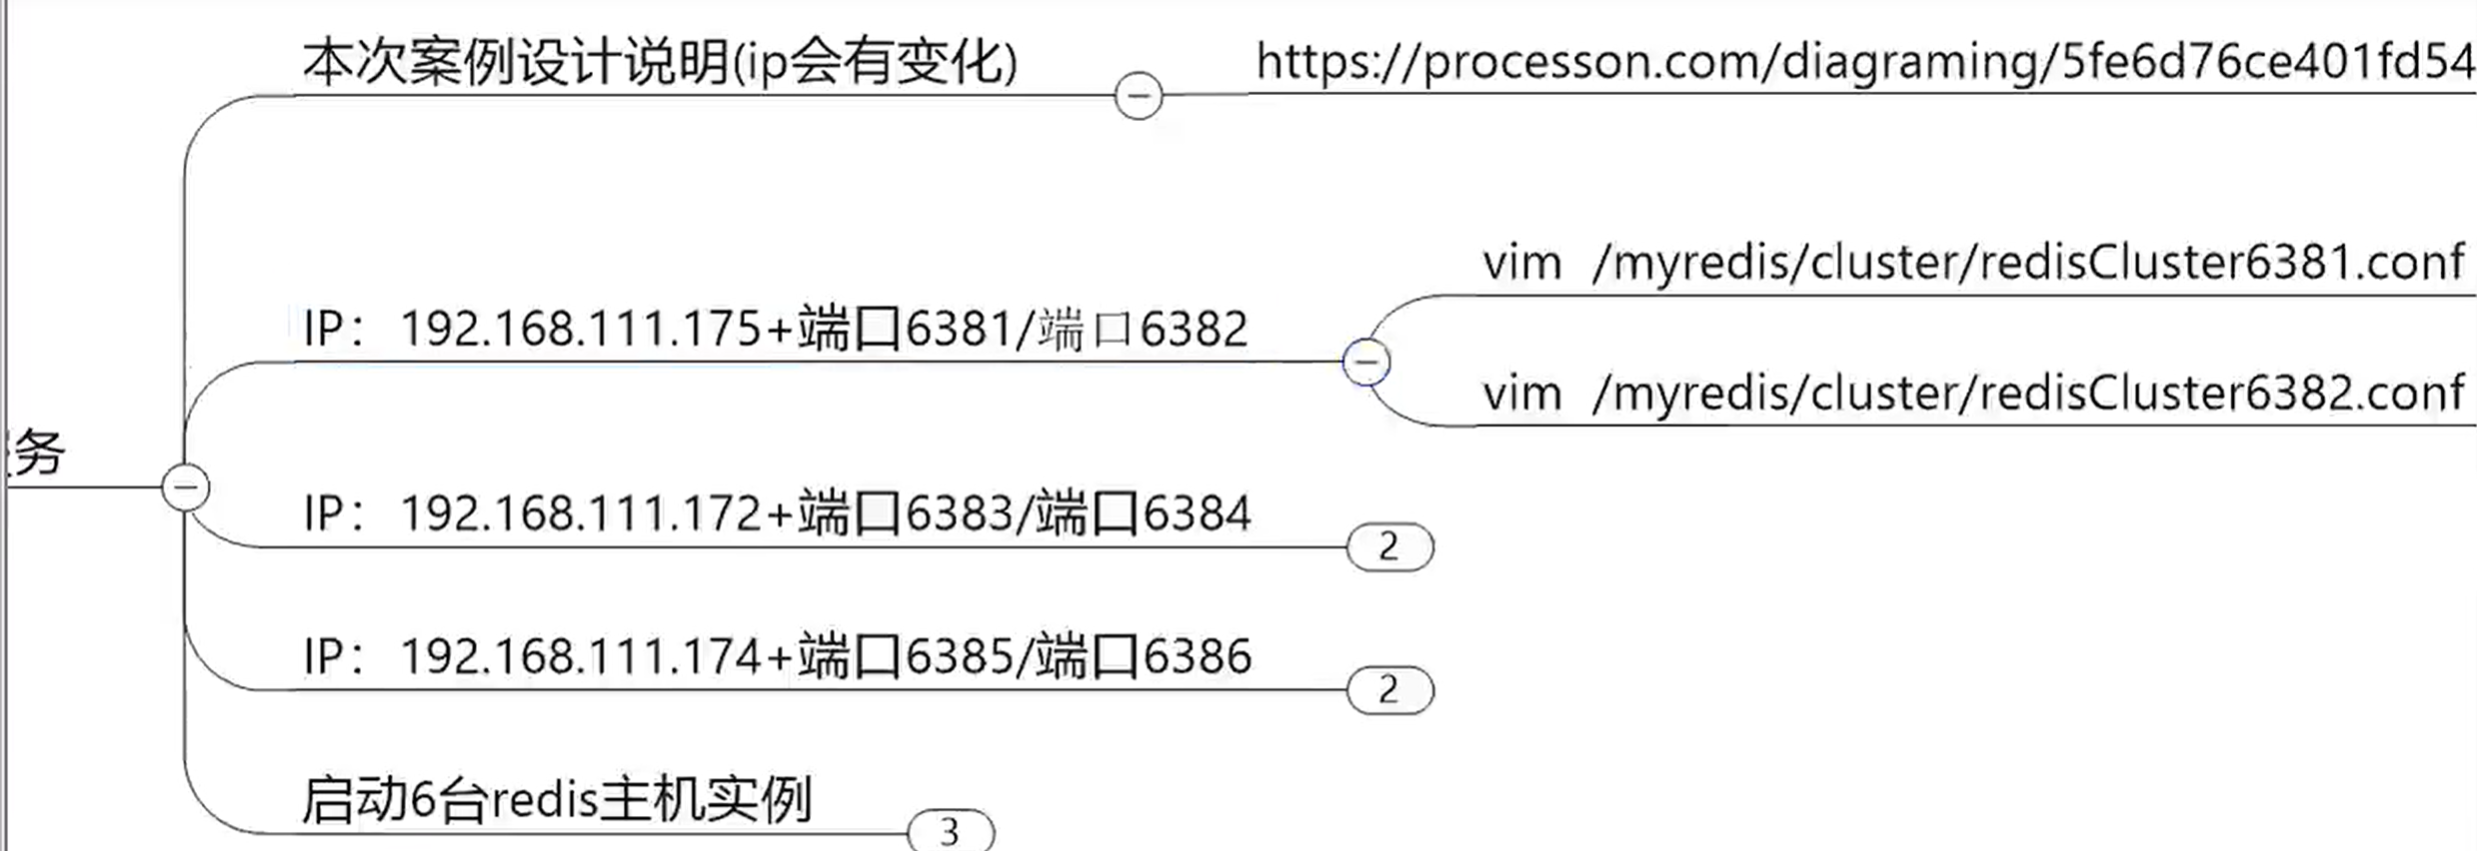 本次案例设计说明(ip会有变化)
https://processon.com/diagraming/5fe6d76ce401fd54
IP：192.168.111.175+端口6381/端口6382
vim /myredis/cluster/redisCluster6381.conf
vim /myredis/cluster/redisCluster6382.conf
务
IP：192.168.111.172+端口6383/端口6384
2
IP：192.168.111.174+端口6385/端口6386
2
启动6台redis主机实例
3